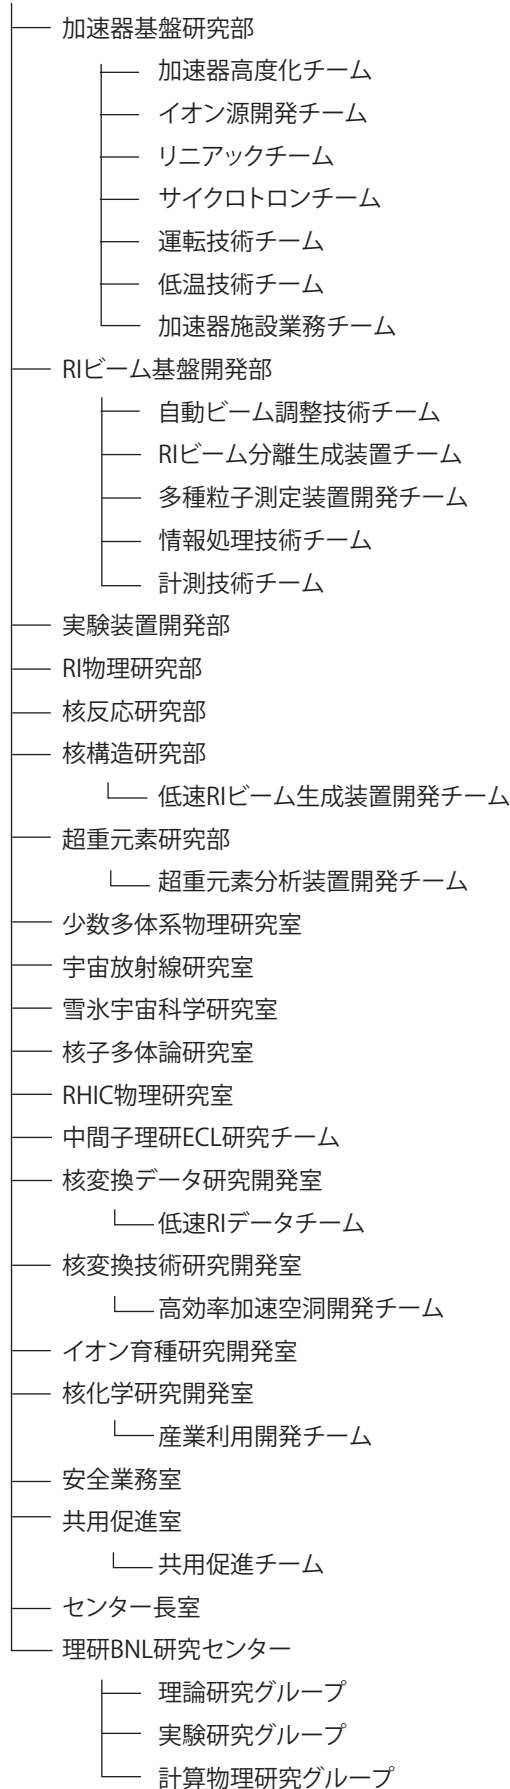 加速器基盤研究部
加速器高度化チーム
イオン源開発チーム
リニアックチーム
サイクロトロンチーム
運転技術チーム
低温技術チーム
加速器施設業務チーム
RIビーム基盤開発部
自動ビーム調整技術チーム
RIビーム分離生成装置チーム
多種粒子測定装置開発チーム
情報処理技術チーム
計測技術チーム
実験装置開発部
RI物理研究部
核反応研究部
核構造研究部
低速RIビーム生成装置開発チーム
超重元素研究部
超重元素分析装置開発チーム
少数多体系物理研究室
宇宙放射線研究室
雪氷宇宙科学研究室
核子多体論研究室
RHIC物理研究室
中間子理研ECL研究チーム
核変換データ研究開発室
低速RIデータチーム
核変換技術研究開発室
高効率加速空洞開発チーム
イオン育種研究開発室
核化学研究開発室
産業利用開発チーム
安全業務室
共用促進室
共用促進チーム
センター長室
理研BNL研究センター
理論研究グループ
実験研究グループ
計算物理研究グループ